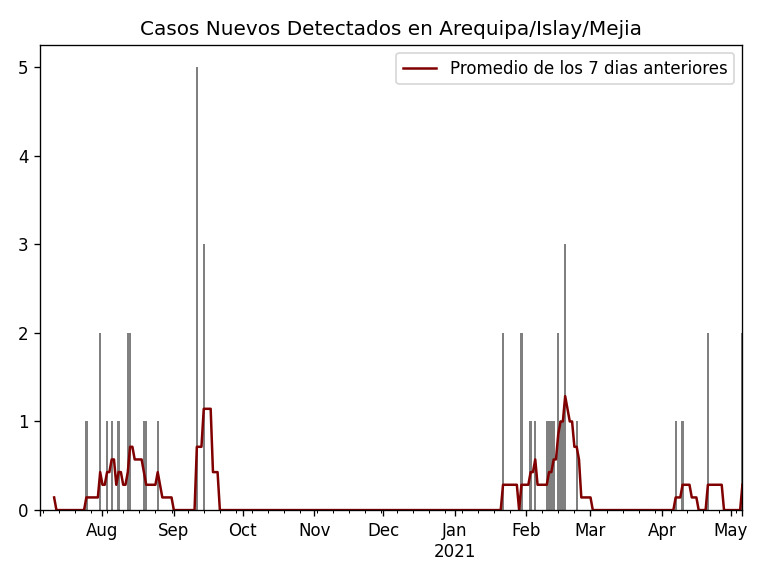 Casos Nuevos Detectados en Arequipa/Islay/Mejia
Promedio de los 7 dias anteriores
5
4
3
2
1
0
Aug Sep Oct Nov Dec Jan Feb Mar Apr May
2021